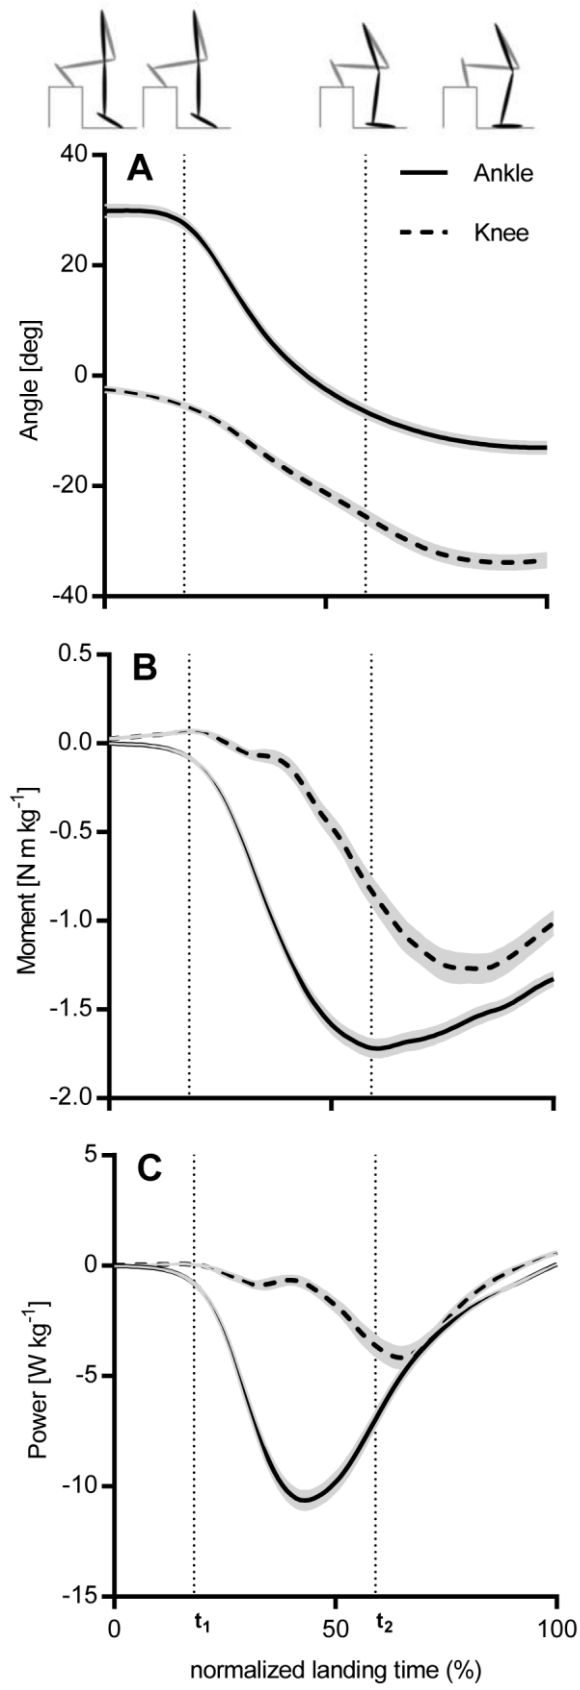 40
A
Ankle
Knee
20
0
-20
-40
Angle [deg]
0.5
B
0.0
-0.5
-1.0
-1.5
-2.0
Moment [N m kg⁻¹]
5
C
0
-5
-10
-15
Power [W kg⁻¹]
0 t₁ 50 t₂ 100
normalized landing time (%)